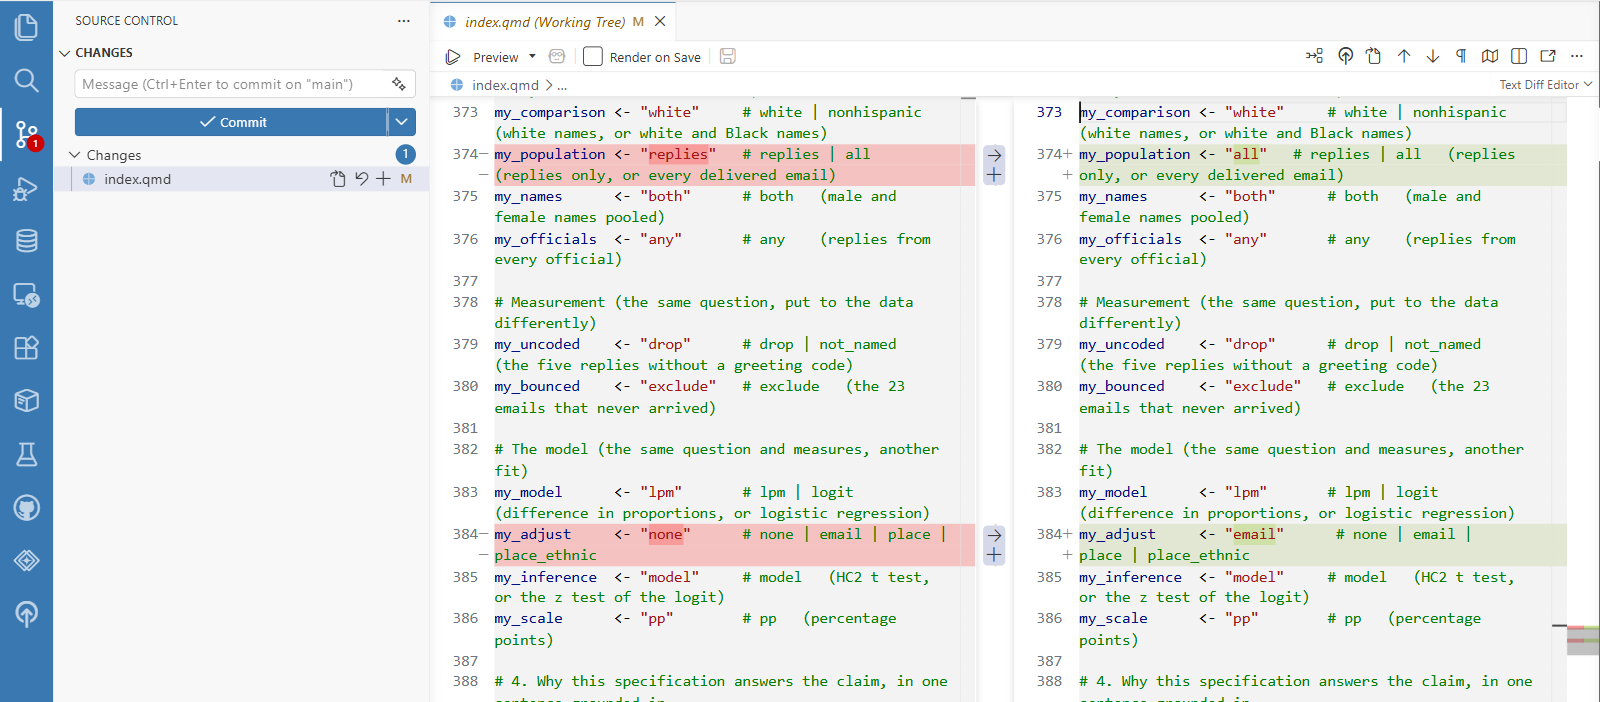 SOURCE CONTROL
CHANGES
Message (Ctrl+Enter to commit on "main")
Commit
Changes
1
index.qmd
M
1
index.qmd (Working Tree) M
Preview
Render on Save
index.qmd > ...
Text Diff Editor
373 my_comparison <- "white" # white | nonhispanic
(white names, or white and Black names)
374− my_population <- "replies" # replies | all
− (replies only, or every delivered email)
375 my_names <- "both" # both (male and
female names pooled)
376 my_officials <- "any" # any (replies from
every official)
377
378 # Measurement (the same question, put to the data
differently)
379 my_uncoded <- "drop" # drop | not_named
(the five replies without a greeting code)
380 my_bounced <- "exclude" # exclude (the 23
emails that never arrived)
381
382 # The model (the same question and measures, another
fit)
383 my_model <- "lpm" # lpm | logit
(difference in proportions, or logistic regression)
384− my_adjust <- "none" # none | email | place |
− place_ethnic
385 my_inference <- "model" # model (HC2 t test,
or the z test of the logit)
386 my_scale <- "pp" # pp (percentage
points)
387
388 # 4. Why this specification answers the claim, in one
373 my_comparison <- "white" # white | nonhispanic
(white names, or white and Black names)
374+ my_population <- "all" # replies | all (replies
+ only, or every delivered email)
375 my_names <- "both" # both (male and
female names pooled)
376 my_officials <- "any" # any (replies from
every official)
377
378 # Measurement (the same question, put to the data
differently)
379 my_uncoded <- "drop" # drop | not_named
(the five replies without a greeting code)
380 my_bounced <- "exclude" # exclude (the 23
emails that never arrived)
381
382 # The model (the same question and measures, another
fit)
383 my_model <- "lpm" # lpm | logit
(difference in proportions, or logistic regression)
384+ my_adjust <- "email" # none | email |
+ place | place_ethnic
385 my_inference <- "model" # model (HC2 t test,
or the z test of the logit)
386 my_scale <- "pp" # pp (percentage
points)
387
388 # 4. Why this specification answers the claim, in one